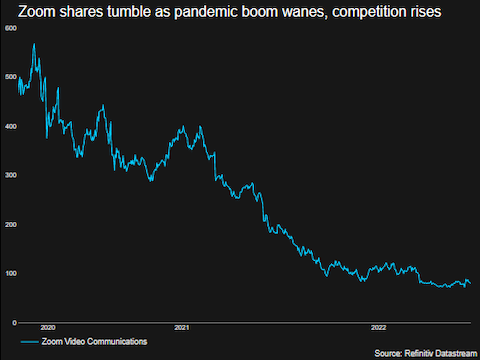 Zoom shares tumble as pandemic boom wanes, competition rises
600
500
400
300
200
100
0
2020 2021 2022
Zoom Video Communications
Source: Refinitiv Datastream